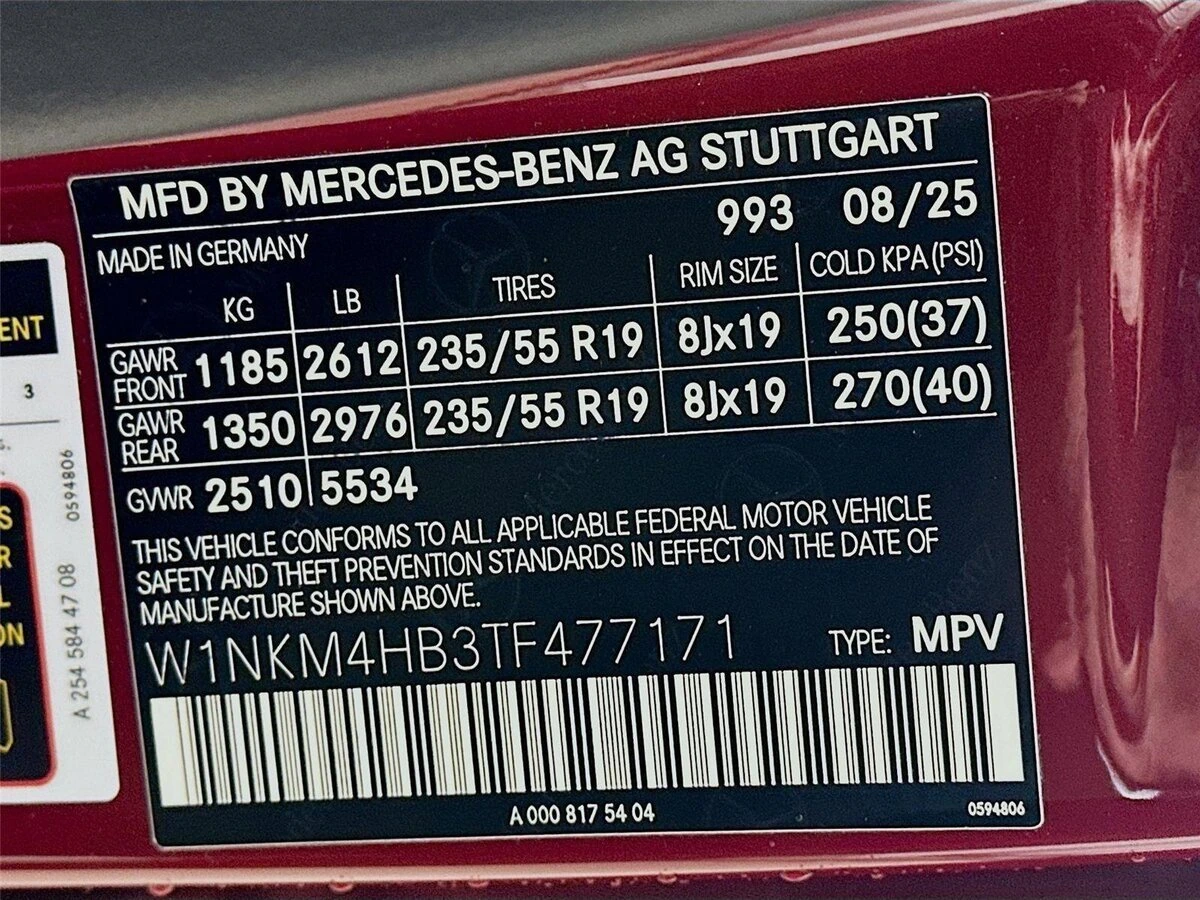 MFD BY MERCEDES-BENZ AG STUTTGART
993 08/25
MADE IN GERMANY
KG LB TIRES RIM SIZE COLD KPA (PSI)
GAWR FRONT 1185 2612 235/55 R19 8Jx19 250(37)
GAWR REAR 1350 2976 235/55 R19 8Jx19 270(40)
GVWR 2510 5534
THIS VEHICLE CONFORMS TO ALL APPLICABLE FEDERAL MOTOR VEHICLE
SAFETY AND THEFT PREVENTION STANDARDS IN EFFECT ON THE DATE OF
MANUFACTURE SHOWN ABOVE.
W1NKM4HB3TF477171 TYPE: MPV
A 000 817 54 04 0594806
ENT
3
S
R
L
ON
A 254 584 47 08 0594806